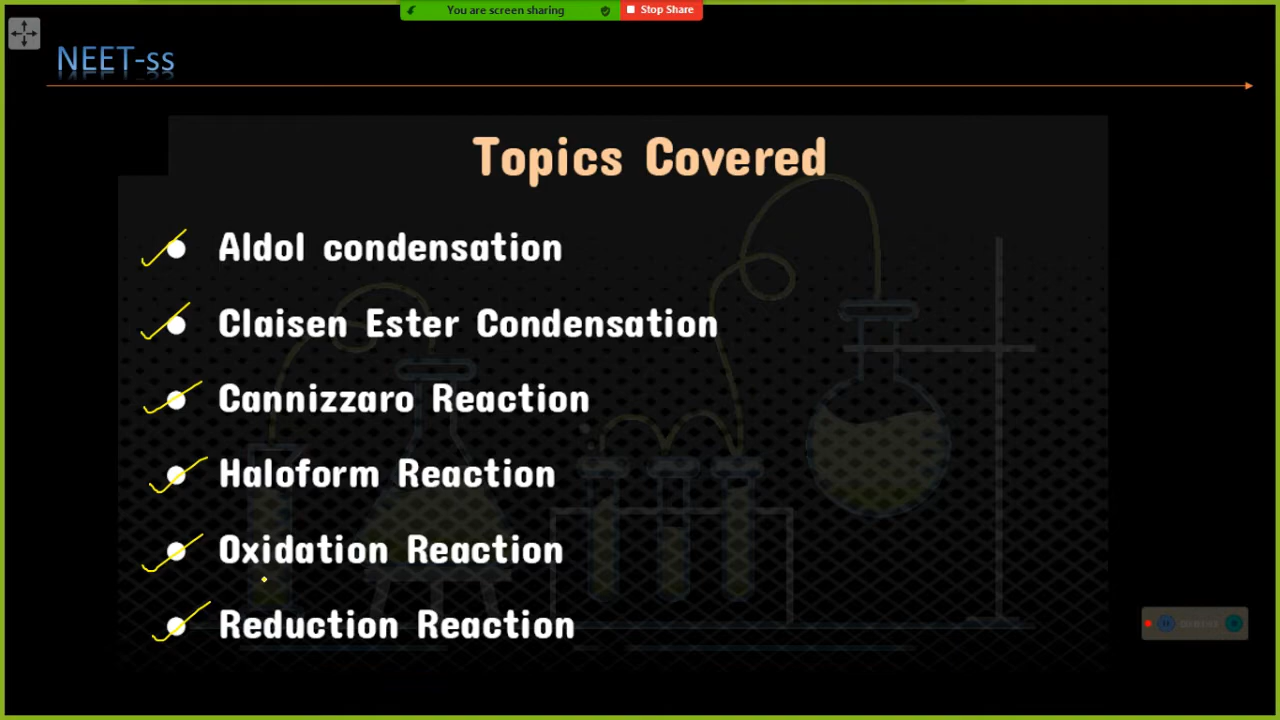 You are screen sharing
Stop Share
NEET-ss
Topics Covered
Aldol condensation
Claisen Ester Condensation
Cannizzaro Reaction
Haloform Reaction
Oxidation Reaction
Reduction Reaction